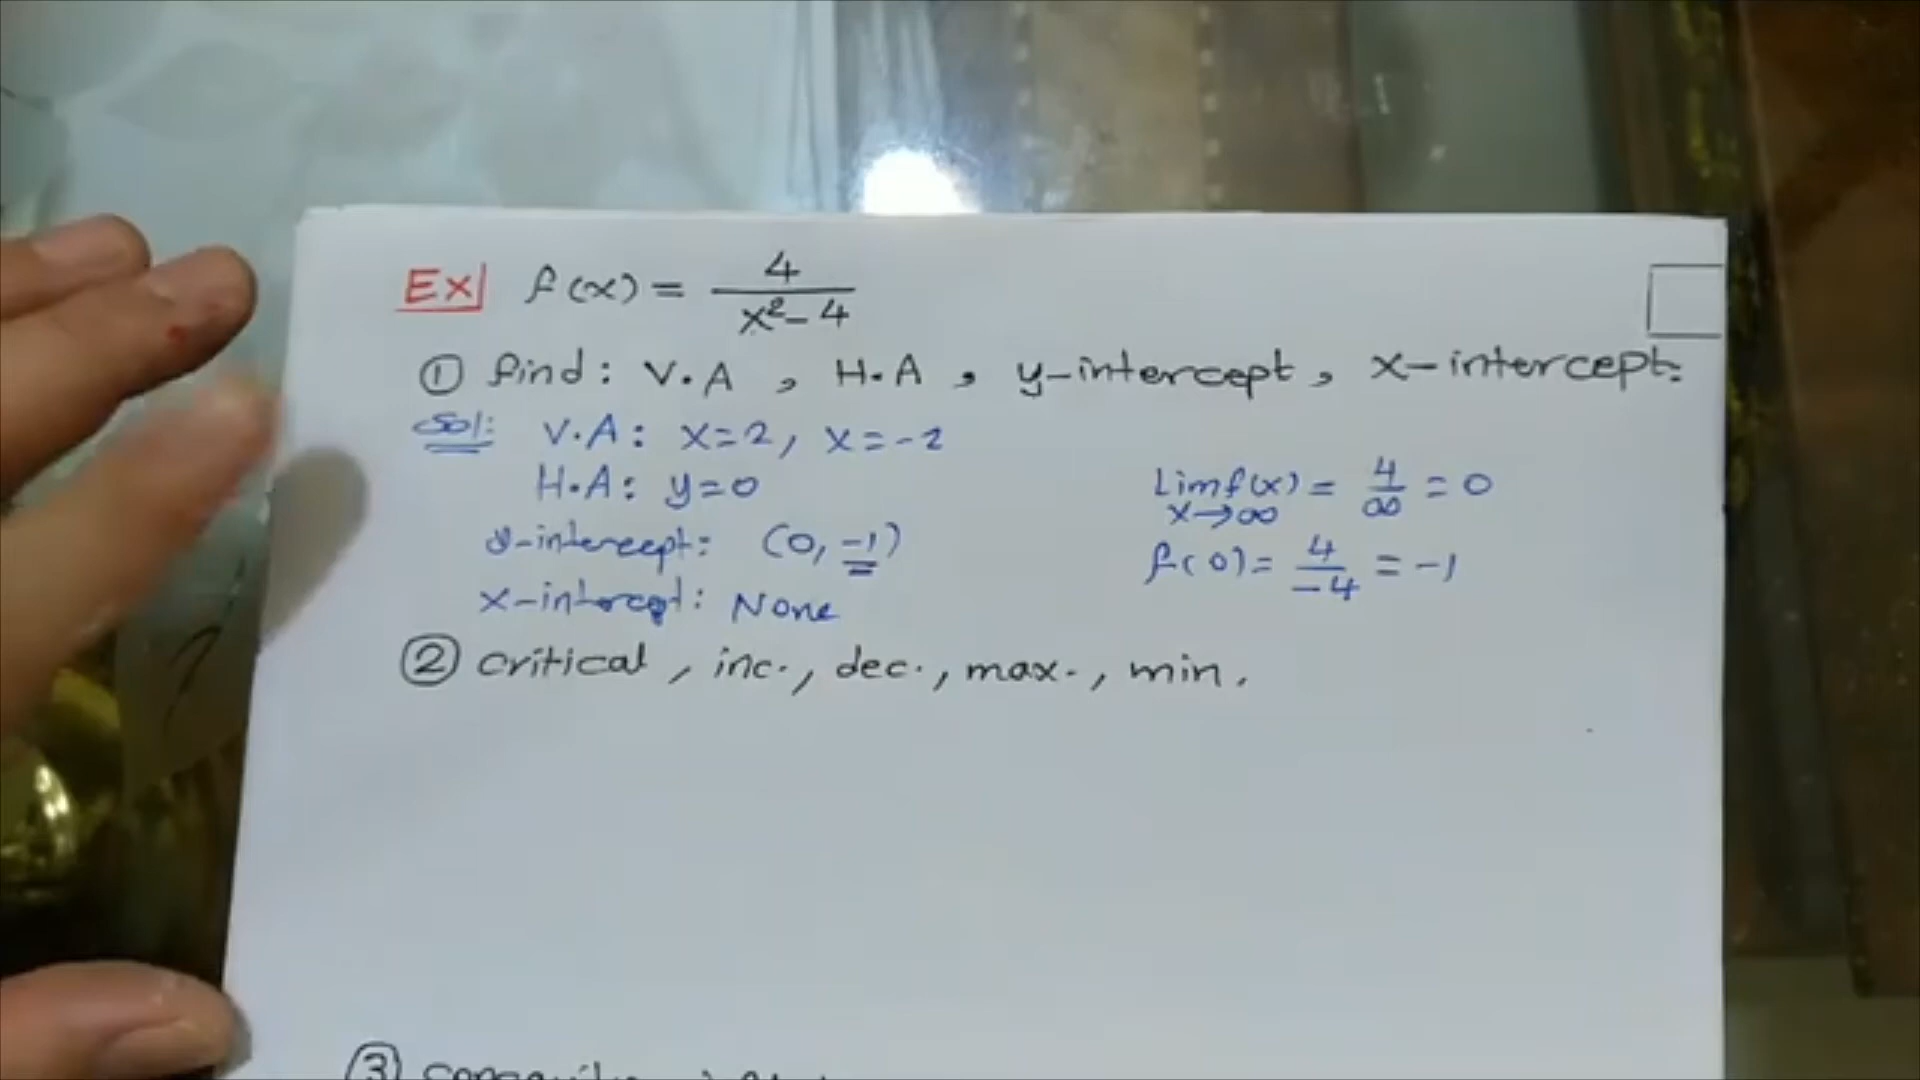 Ex f(x) = 4 / x² - 4
① find: V.A , H.A , y-intercept , x-intercept.
Sol: V.A: x=2, x=-2
H.A: y=0 Lim f(x) = 4/∞ = 0
x→∞
y-intercept: (0, -1) f(0) = 4/-4 = -1
x-intercept: None
② critical , inc. , dec. , max. , min.
③